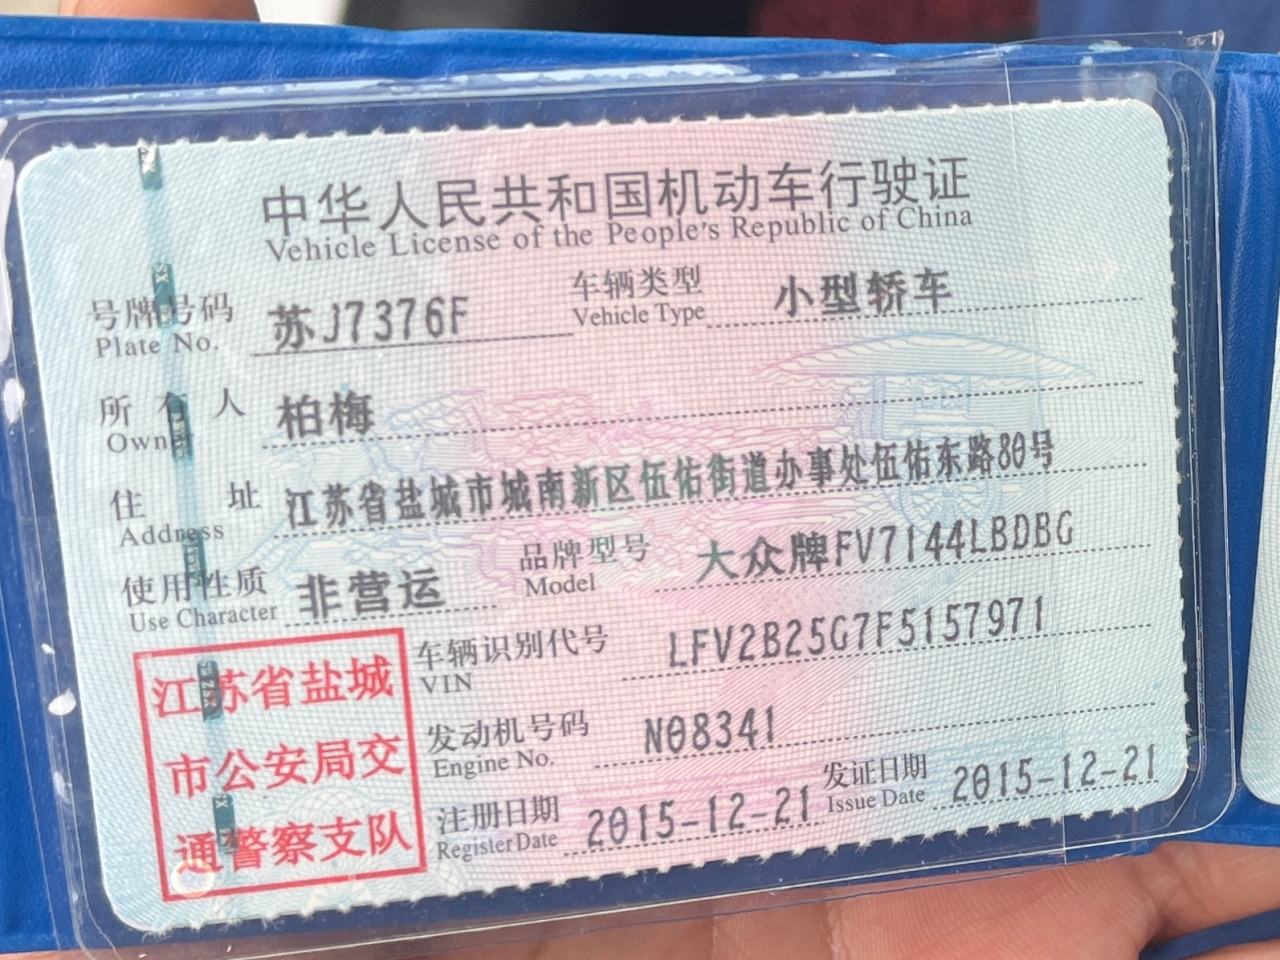 中华人民共和国机动车行驶证
Vehicle License of the People's Republic of China
号牌号码 苏J7376F 车辆类型 小型轿车
Plate No. Vehicle Type
所有人 柏梅
Owner
住址 江苏省盐城市城南新区伍佑街道办事处伍佑东路80号
Address
使用性质 非营运 品牌型号 大众牌FV7144LBDBG
Use Character Model
江苏省盐城
市公安局交
通警察支队
车辆识别代号 LFV2B25G7F5157971
VIN
发动机号码 N08341
Engine No.
注册日期 2015-12-21 发证日期 2015-12-21
Register Date Issue Date